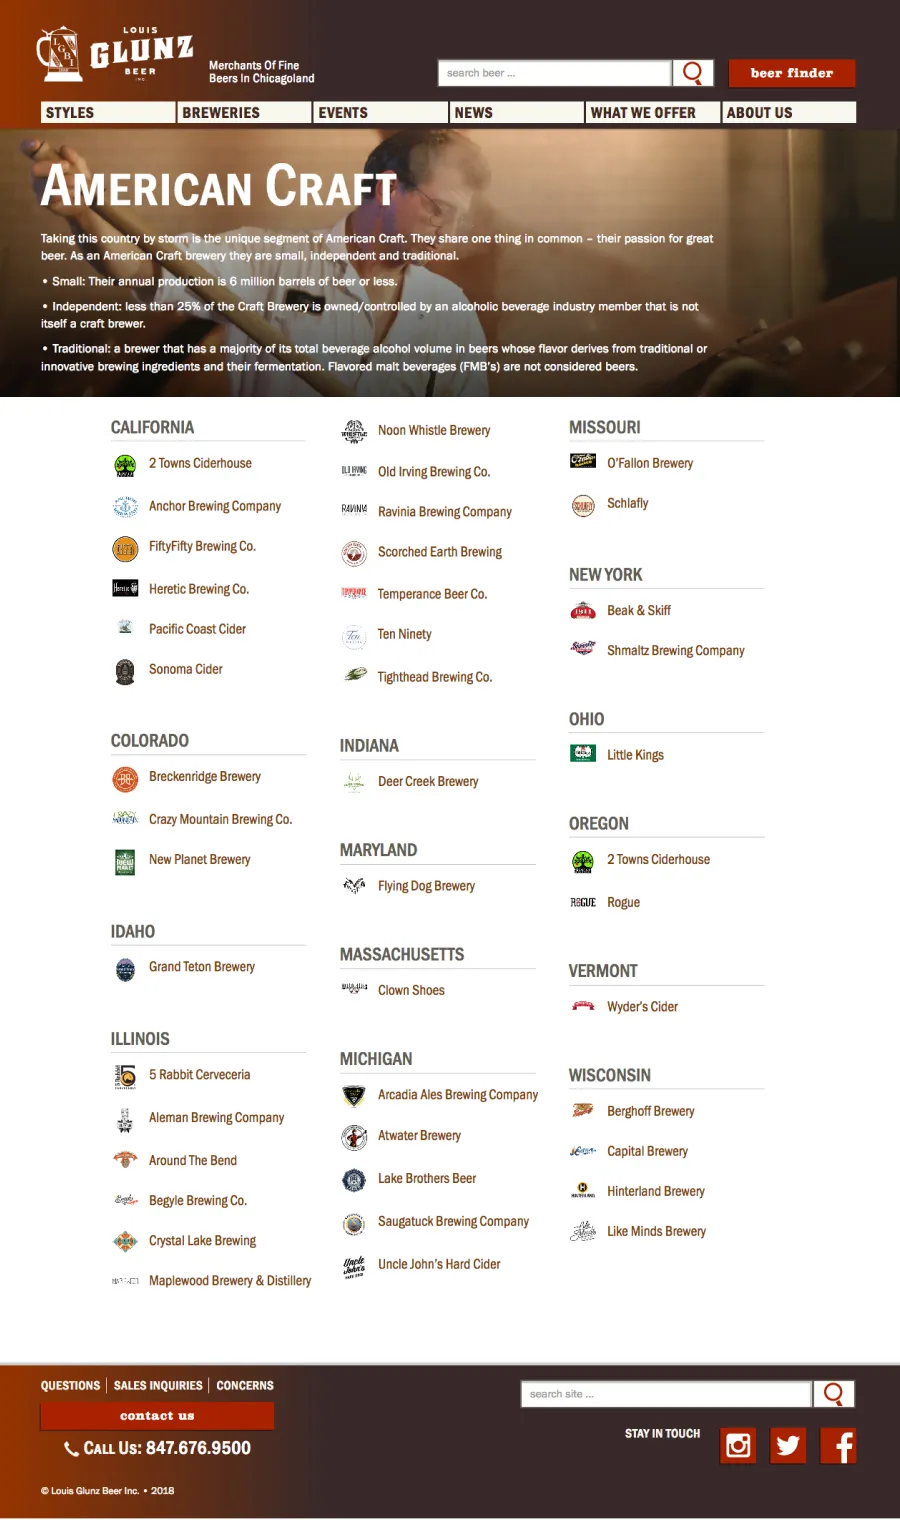 LOUIS
GLUNZ
BEER
INC.
LGBI
Merchants Of Fine
Beers In Chicagoland
search beer ...
beer finder
STYLES
BREWERIES
EVENTS
NEWS
WHAT WE OFFER
ABOUT US
AMERICAN CRAFT
Taking this country by storm is the unique segment of American Craft. They share one thing in common – their passion for great
beer. As an American Craft brewery they are small, independent and traditional.
• Small: Their annual production is 6 million barrels of beer or less.
• Independent: less than 25% of the Craft Brewery is owned/controlled by an alcoholic beverage industry member that is not
itself a craft brewer.
• Traditional: a brewer that has a majority of its total beverage alcohol volume in beers whose flavor derives from traditional or
innovative brewing ingredients and their fermentation. Flavored malt beverages (FMB's) are not considered beers.
CALIFORNIA
2 Towns Ciderhouse
Anchor Brewing Company
FiftyFifty Brewing Co.
Heretic Brewing Co.
Pacific Coast Cider
Sonoma Cider
COLORADO
Breckenridge Brewery
Crazy Mountain Brewing Co.
New Planet Brewery
IDAHO
Grand Teton Brewery
ILLINOIS
5 Rabbit Cerveceria
Aleman Brewing Company
Around The Bend
Begyle Brewing Co.
Crystal Lake Brewing
Maplewood Brewery & Distillery
Noon Whistle Brewery
Old Irving Brewing Co.
Ravinia Brewing Company
Scorched Earth Brewing
Temperance Beer Co.
Ten Ninety
Tighthead Brewing Co.
INDIANA
Deer Creek Brewery
MARYLAND
Flying Dog Brewery
MASSACHUSETTS
Clown Shoes
MICHIGAN
Arcadia Ales Brewing Company
Atwater Brewery
Lake Brothers Beer
Saugatuck Brewing Company
Uncle John's Hard Cider
MISSOURI
O'Fallon Brewery
Schlafly
NEW YORK
Beak & Skiff
Shmaltz Brewing Company
OHIO
Little Kings
OREGON
2 Towns Ciderhouse
ROGUE
Rogue
VERMONT
Wyder's Cider
WISCONSIN
Berghoff Brewery
Capital Brewery
Hinterland Brewery
Like Minds Brewery
QUESTIONS
SALES INQUIRIES
CONCERNS
contact us
CALL US: 847.676.9500
© Louis Glunz Beer Inc. • 2018
search site ...
STAY IN TOUCH